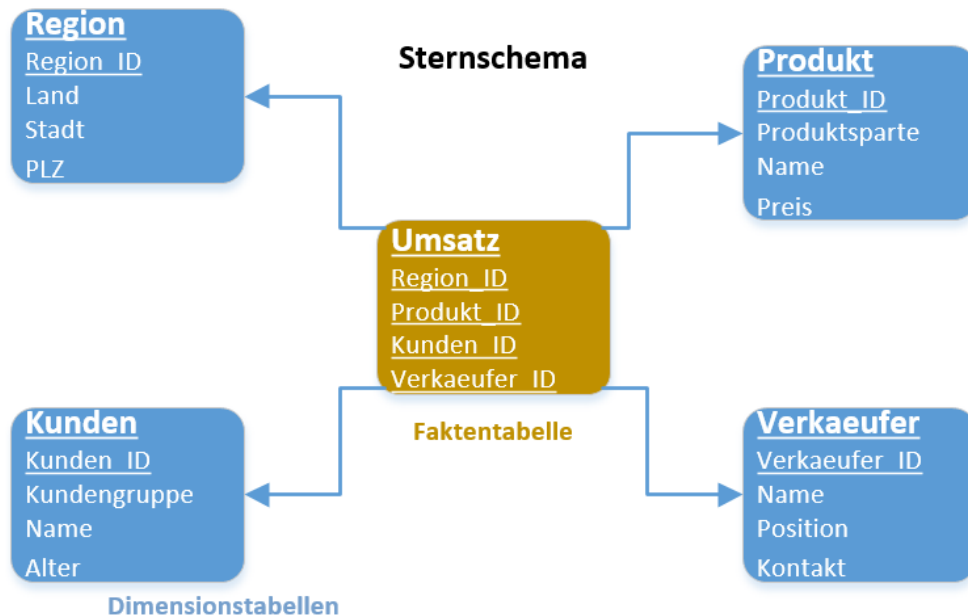 Sternschema
Region
Region_ID
Land
Stadt
PLZ
Produkt
Produkt_ID
Produktsparte
Name
Preis
Umsatz
Region_ID
Produkt_ID
Kunden_ID
Verkaeufer_ID
Faktentabelle
Kunden
Kunden_ID
Kundengruppe
Name
Alter
Verkaeufer
Verkaeufer_ID
Name
Position
Kontakt
Dimensionstabellen